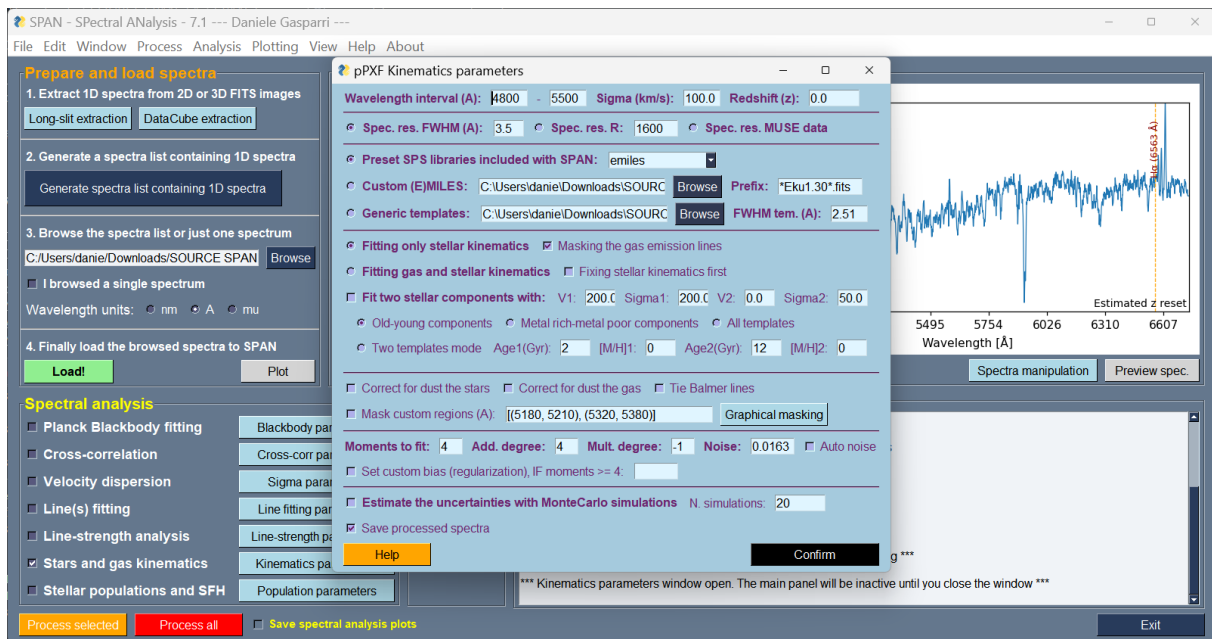 SPAN - SPectral ANalysis - 7.1 --- Daniele Gasparri ---
File Edit Window Process Analysis Plotting View Help About
Prepare and load spectra
1. Extract 1D spectra from 2D or 3D FITS images
Long-slit extraction DataCube extraction
2. Generate a spectra list containing 1D spectra
Generate spectra list containing 1D spectra
3. Browse the spectra list or just one spectrum
C:/Users/danie/Downloads/SOURCE SPAN Browse
I browsed a single spectrum
Wavelength units: nm A mu
4. Finally load the browsed spectra to SPAN
Load! Plot
Spectral analysis
Planck Blackbody fitting Blackbody par
Cross-correlation Cross-corr par
Velocity dispersion Sigma para
Line(s) fitting Line fitting par
Line-strength analysis Line-strength pa
Stars and gas kinematics Kinematics pa
Stellar populations and SFH Population parameters
Process selected Process all Save spectral analysis plots
pPXF Kinematics parameters
Wavelength interval (A): 4800 - 5500 Sigma (km/s): 100.0 Redshift (z): 0.0
Spec. res. FWHM (A): 3.5 Spec. res. R: 1600 Spec. res. MUSE data
Preset SPS libraries included with SPAN: emiles
Custom (E)MILES: C:\Users\danie\Downloads\SOURC Browse Prefix: *Eku1.30*.fits
Generic templates: C:\Users\danie\Downloads\SOURC Browse FWHM tem. (A): 2.51
Fitting only stellar kinematics Masking the gas emission lines
Fitting gas and stellar kinematics Fixing stellar kinematics first
Fit two stellar components with: V1: 200.0 Sigma1: 200.0 V2: 0.0 Sigma2: 50.0
Old-young components Metal rich-metal poor components All templates
Two templates mode Age1(Gyr): 2 [M/H]1: 0 Age2(Gyr): 12 [M/H]2: 0
Correct for dust the stars Correct for dust the gas Tie Balmer lines
Mask custom regions (A): [(5180, 5210), (5320, 5380)] Graphical masking
Moments to fit: 4 Add. degree: 4 Mult. degree: -1 Noise: 0.0163 Auto noise
Set custom bias (regularization), IF moments >= 4:
Estimate the uncertainties with MonteCarlo simulations N. simulations: 20
Save processed spectra
Help Confirm
Hα (6563 Å)
Estimated z reset
5495 5754 6026 6310 6607
Wavelength [Å]
Spectra manipulation Preview spec.
g ***
*** Kinematics parameters window open. The main panel will be inactive until you close the window ***
Exit